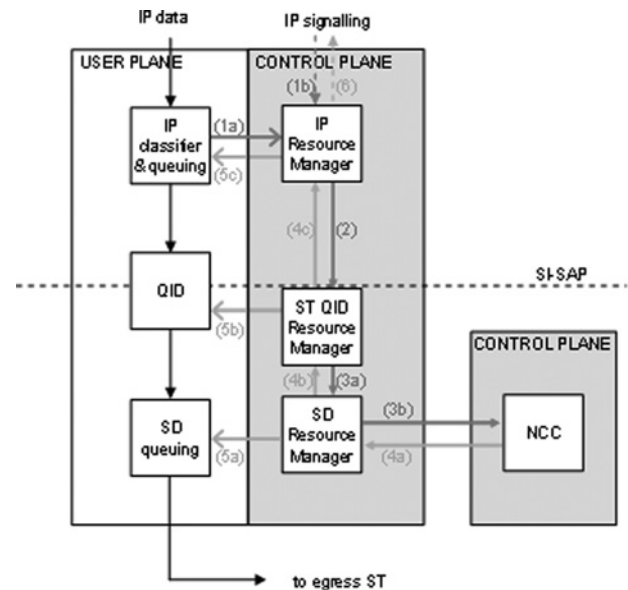 IP data
IP signalling
USER PLANE
CONTROL PLANE
(1b)
(6)
IP
classifier
& queuing
(1a)
(5c)
IP
Resource
Manager
(4c)
(2)
SI-SAP
QID
(5b)
ST QID
Resource
Manager
CONTROL PLANE
(4b)
(3a)
SD
queuing
(5a)
SD
Resource
Manager
(3b)
(4a)
NCC
to egress ST